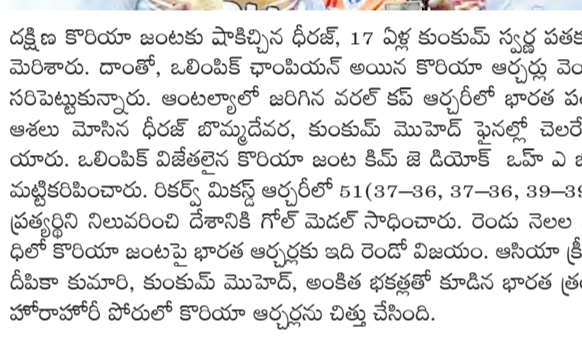 దక్షిణ కొరియా జంటకు షాకిచ్చిన ధీరజ్, 17 ఏళ్ల కుంకుమ్ స్వర్ణ పతక
మెరిశారు. దాంతో, ఒలింపిక్ ఛాంపియన్ అయిన కొరియా ఆర్చర్లు
సరిపెట్టుకున్నారు. ఆంటల్యాలో జరిగిన వరల్ కప్ ఆర్చరీలో భారత
ఆశలు మోసిన ధీరజ్ బొమ్మదేవర, కుంకుమ్ మొహెద్ ఫైనల్లో చెలరే
యారు. ఒలింపిక్ విజేతలైన కొరియా జంట కిమ్ జె డియోక్ ఒహ్ ఎ
మట్టికరిపించారు. రికర్వ్ మికస్డ్ ఆర్చరీలో 51(37–36, 37–36, 39–39
ప్రత్యర్థిని నిలువరించి దేశానికి గోల్ మెడల్ సాధించారు. రెండు నెలల
ధిలో కొరియా జంటపై భారత ఆర్చర్లకు ఇది రెండో విజయం. ఆసియా
దీపికా కుమారి, కుంకుమ్ మొహెద్, అంకిత భకత్లతో కూడిన భారత
హోరాహోరీ పోరులో కొరియా ఆర్చర్లను చిత్తు చేసింది.